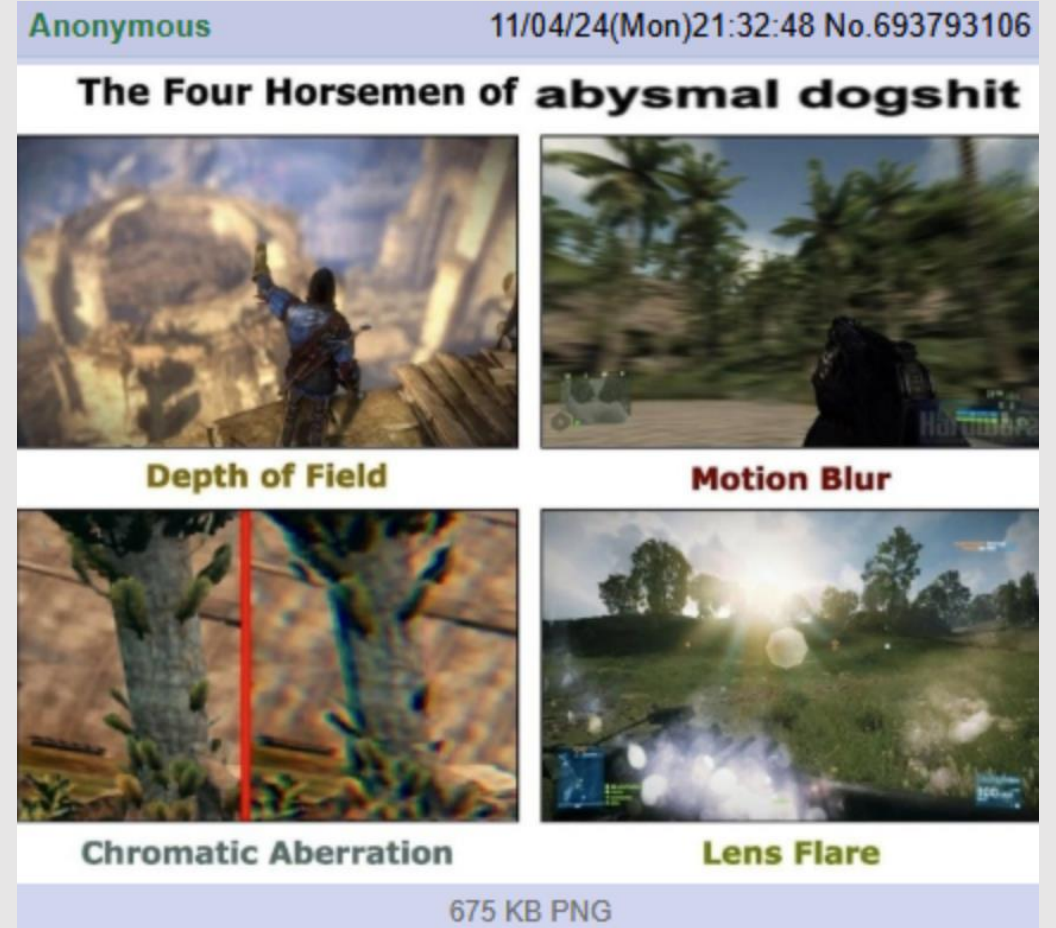 Anonymous 11/04/24(Mon)21:32:48 No.693793106
The Four Horsemen of abysmal dogshit
Depth of Field Motion Blur
Chromatic Aberration Lens Flare
675 KB PNG